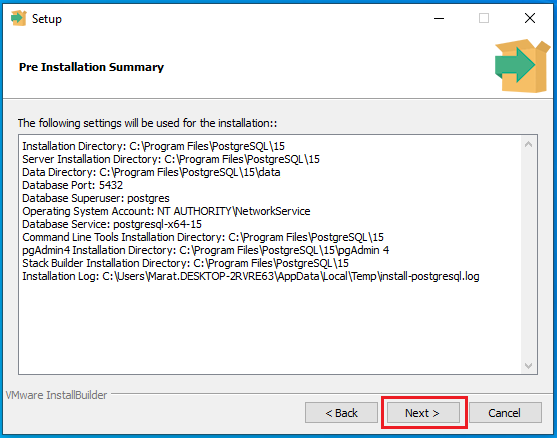 Setup
Pre Installation Summary
The following settings will be used for the installation::
Installation Directory: C:\Program Files\PostgreSQL\15
Server Installation Directory: C:\Program Files\PostgreSQL\15
Data Directory: C:\Program Files\PostgreSQL\15\data
Database Port: 5432
Database Superuser: postgres
Operating System Account: NT AUTHORITY\NetworkService
Database Service: postgresql-x64-15
Command Line Tools Installation Directory: C:\Program Files\PostgreSQL\15
pgAdmin4 Installation Directory: C:\Program Files\PostgreSQL\15\pgAdmin 4
Stack Builder Installation Directory: C:\Program Files\PostgreSQL\15
Installation Log: C:\Users\Marat.DESKTOP-2RVRE63\AppData\Local\Temp\install-postgresql.log
VMware InstallBuilder
< Back
Next >
Cancel